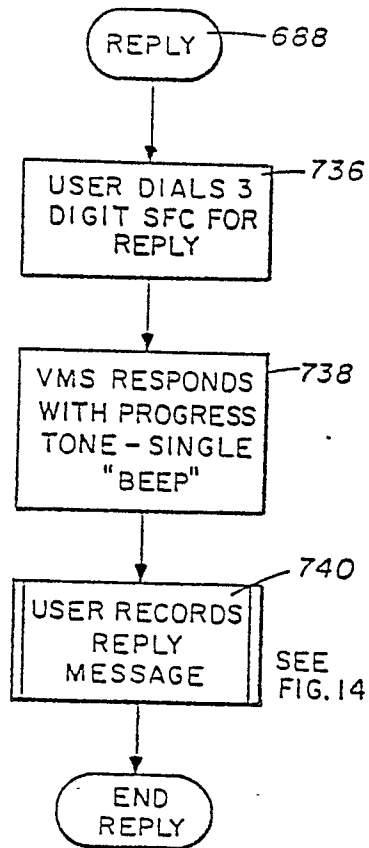 REPLY
688
736
USER DIALS 3
DIGIT SFC FOR
REPLY
738
VMS RESPONDS
WITH PROGRESS
TONE - SINGLE
"BEEP"
740
USER RECORDS
REPLY
MESSAGE
SEE
FIG.14
END
REPLY